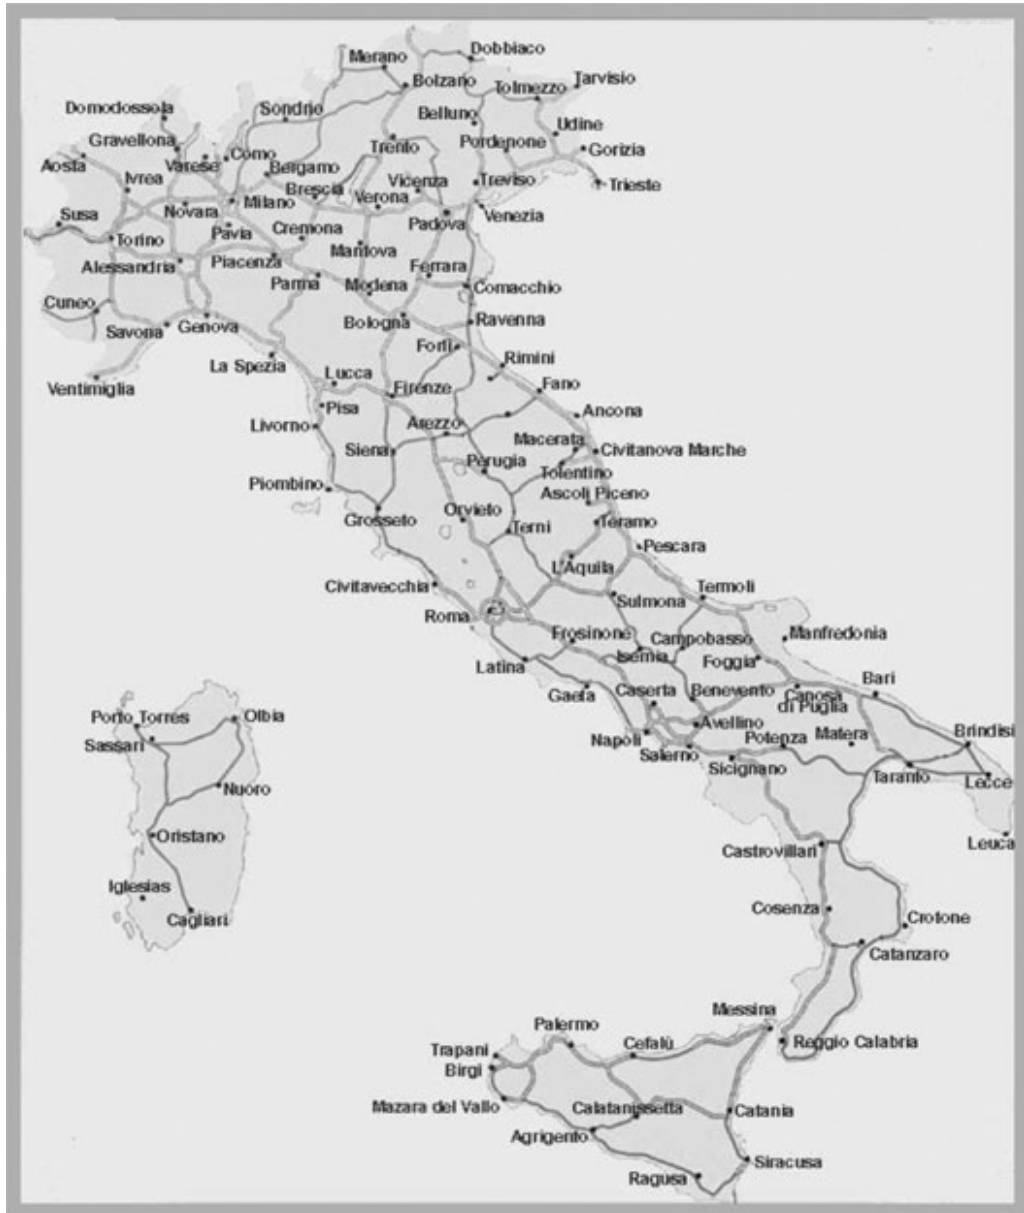 Dobbiaco
Merano
Bolzano
Tarvisio
Tolmezzo
Domodossola
Sondrio
Belluno
Udine
Gravellona
Trento
Pordenone
Gorizia
Aosta
Varese
Como
Bergamo
Ivrea
Brescia
Vicenza
Treviso
Trieste
Verona
Novara
Milano
Susa
Padova
Venezia
Torino
Pavia
Cremona
Mantova
Alessandria
Piacenza
Ferrara
Parma
Modena
Comacchio
Cuneo
Savona
Genova
Bologna
Ravenna
Forlì
La Spezia
Rimini
Ventimiglia
Lucca
Firenze
Fano
Pisa
Ancona
Livorno
Arezzo
Siena
Macerata
Civitanova Marche
Perugia
Tolentino
Piombino
Ascoli Piceno
Grosseto
Orvieto
Terni
Teramo
Pescara
L'Aquila
Civitavecchia
Termoli
Sulmona
Roma
Frosinone
Campobasso
Manfredonia
Isernia
Latina
Foggia
Gaeta
Caserta
Benevento
Canosa
di Puglia
Bari
Porto Torres
Olbia
Sassari
Avellino
Napoli
Potenza
Matera
Brindisi
Salerno
Sicignano
Taranto
Lecce
Nuoro
Oristano
Leuca
Castrovillari
Iglesias
Cagliari
Cosenza
Crotone
Catanzaro
Messina
Palermo
Cefalù
Reggio Calabria
Trapani
Birgi
Mazara del Vallo
Calatanissetta
Catania
Agrigento
Siracusa
Ragusa